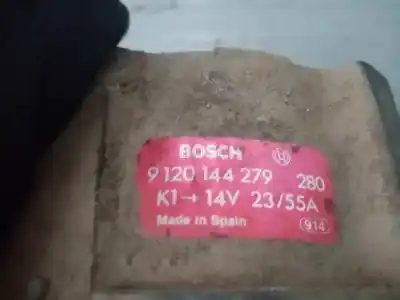 BOSCH
9 120 144 279 280
K1→ 14V 23/55A
Made in Spain 914